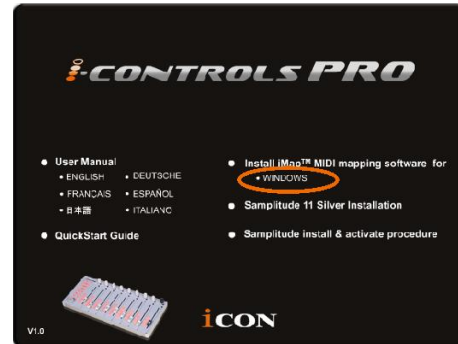 i-CONTROLS PRO
User Manual
• ENGLISH
• DEUTSCHE
• FRANÇAIS
• ESPAÑOL
• 日本語
• ITALIANO
QuickStart Guide
Install iMap™ MIDI mapping software for
• WINDOWS
Samplitude 11 Silver Installation
Samplitude install & activate procedure
V1.0
iCON